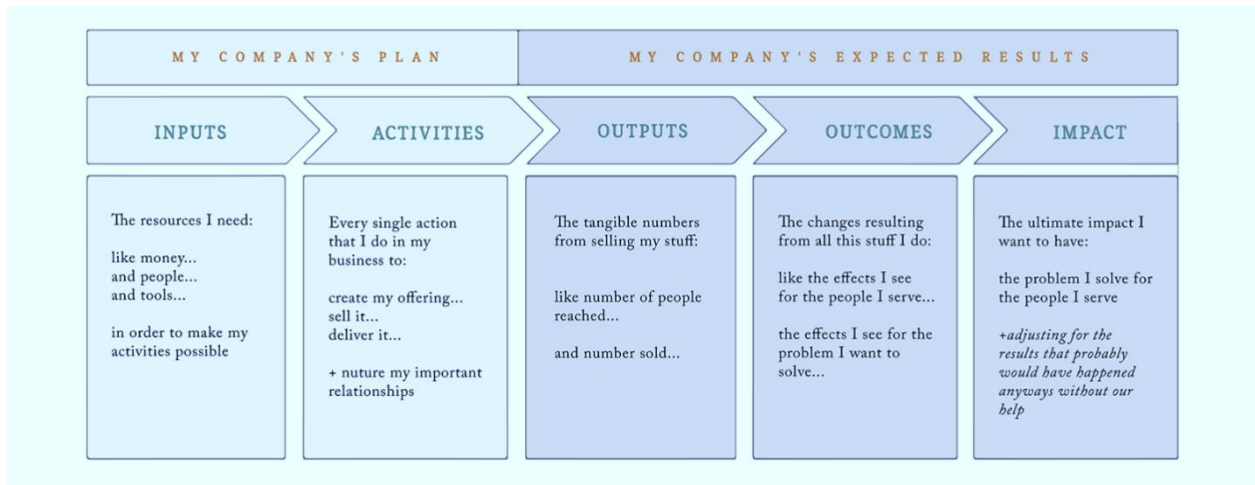 MY COMPANY'S PLAN
MY COMPANY'S EXPECTED RESULTS
INPUTS
ACTIVITIES
OUTPUTS
OUTCOMES
IMPACT
The resources I need:
like money...
and people...
and tools...
in order to make my
activities possible
Every single action
that I do in my
business to:
create my offering...
sell it...
deliver it...
+ nuture my important
relationships
The tangible numbers
from selling my stuff:
like number of people
reached...
and number sold...
The changes resulting
from all this stuff I do:
like the effects I see
for the people I serve...
the effects I see for the
problem I want to
solve...
The ultimate impact I
want to have:
the problem I solve for
the people I serve
+adjusting for the
results that probably
would have happened
anyways without our
help